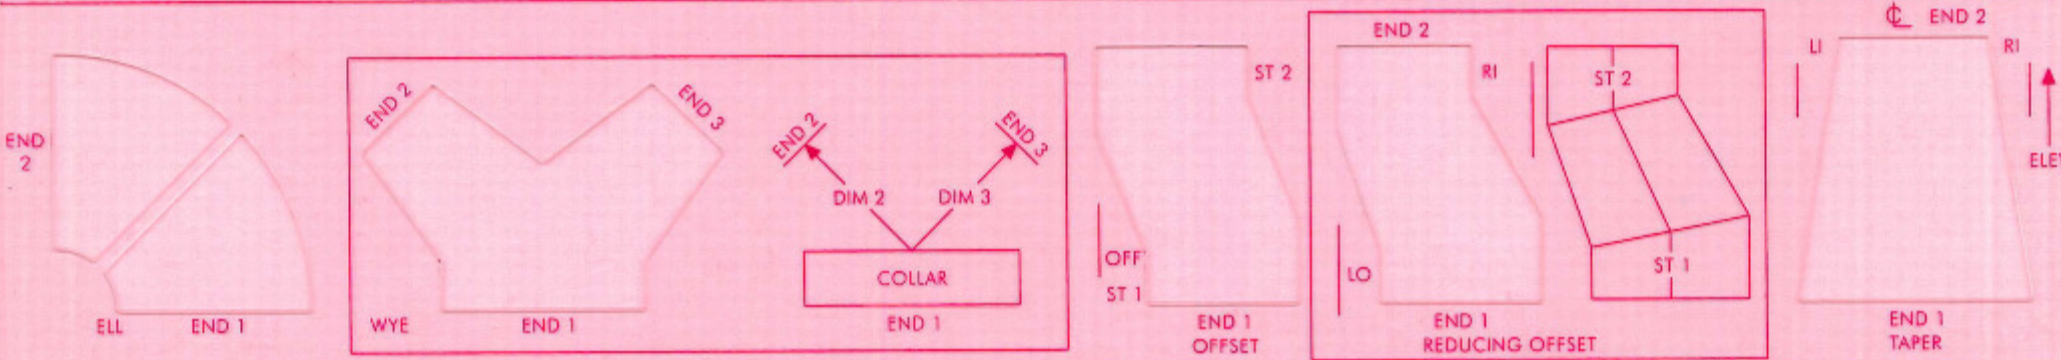 END
2
ELL
END 1
END 2
END 3
WYE
END 1
END 2
END 3
DIM 2
DIM 3
COLLAR
END 1
ST 2
OFF
ST 1
END 1
OFFSET
END 2
RI
LO
END 1
ST 2
ST 1
REDUCING OFFSET
℄ END 2
LI
RI
END 1
TAPER